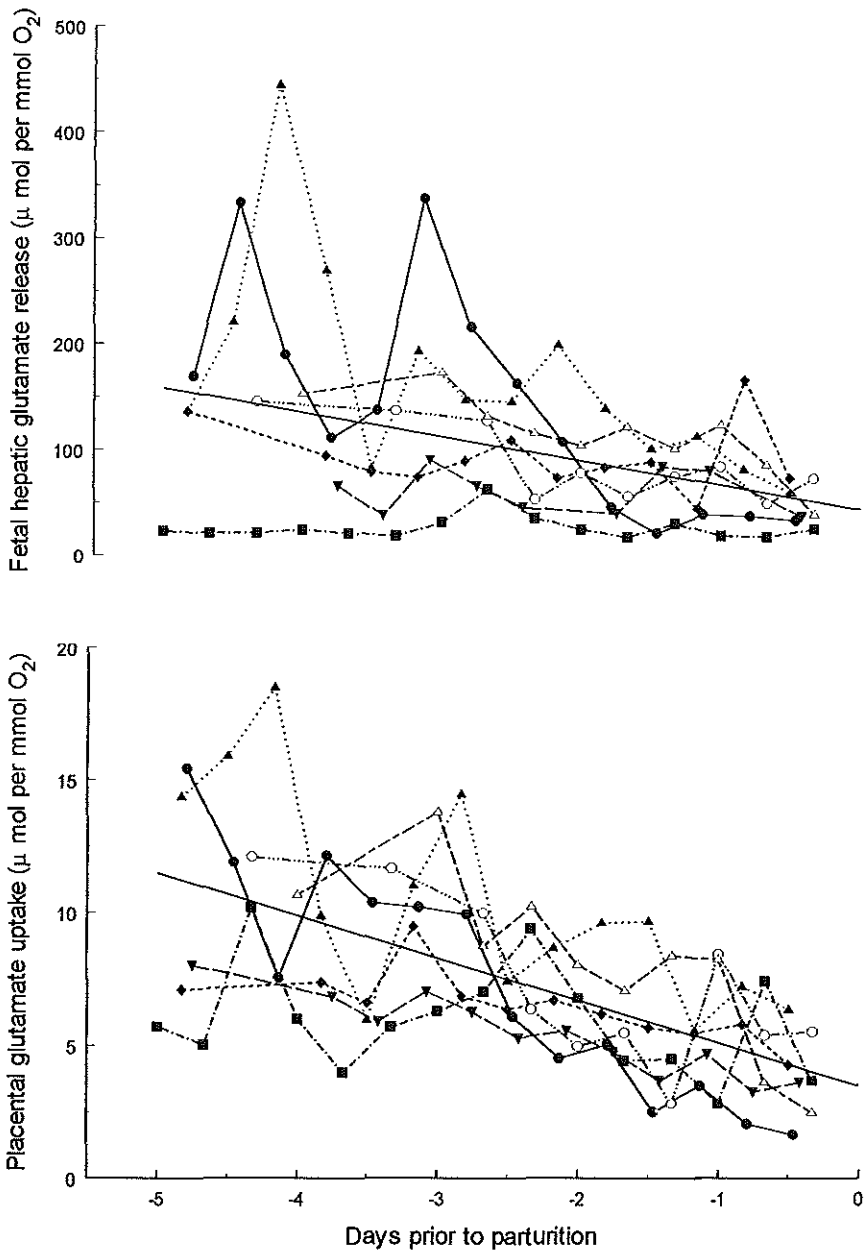 Fetal hepatic glutamate release (μ mol per mmol O₂)
500
400
300
200
100
0
Placental glutamate uptake (μ mol per mmol O₂)
20
15
10
5
0
-5 -4 -3 -2 -1 0
Days prior to parturition